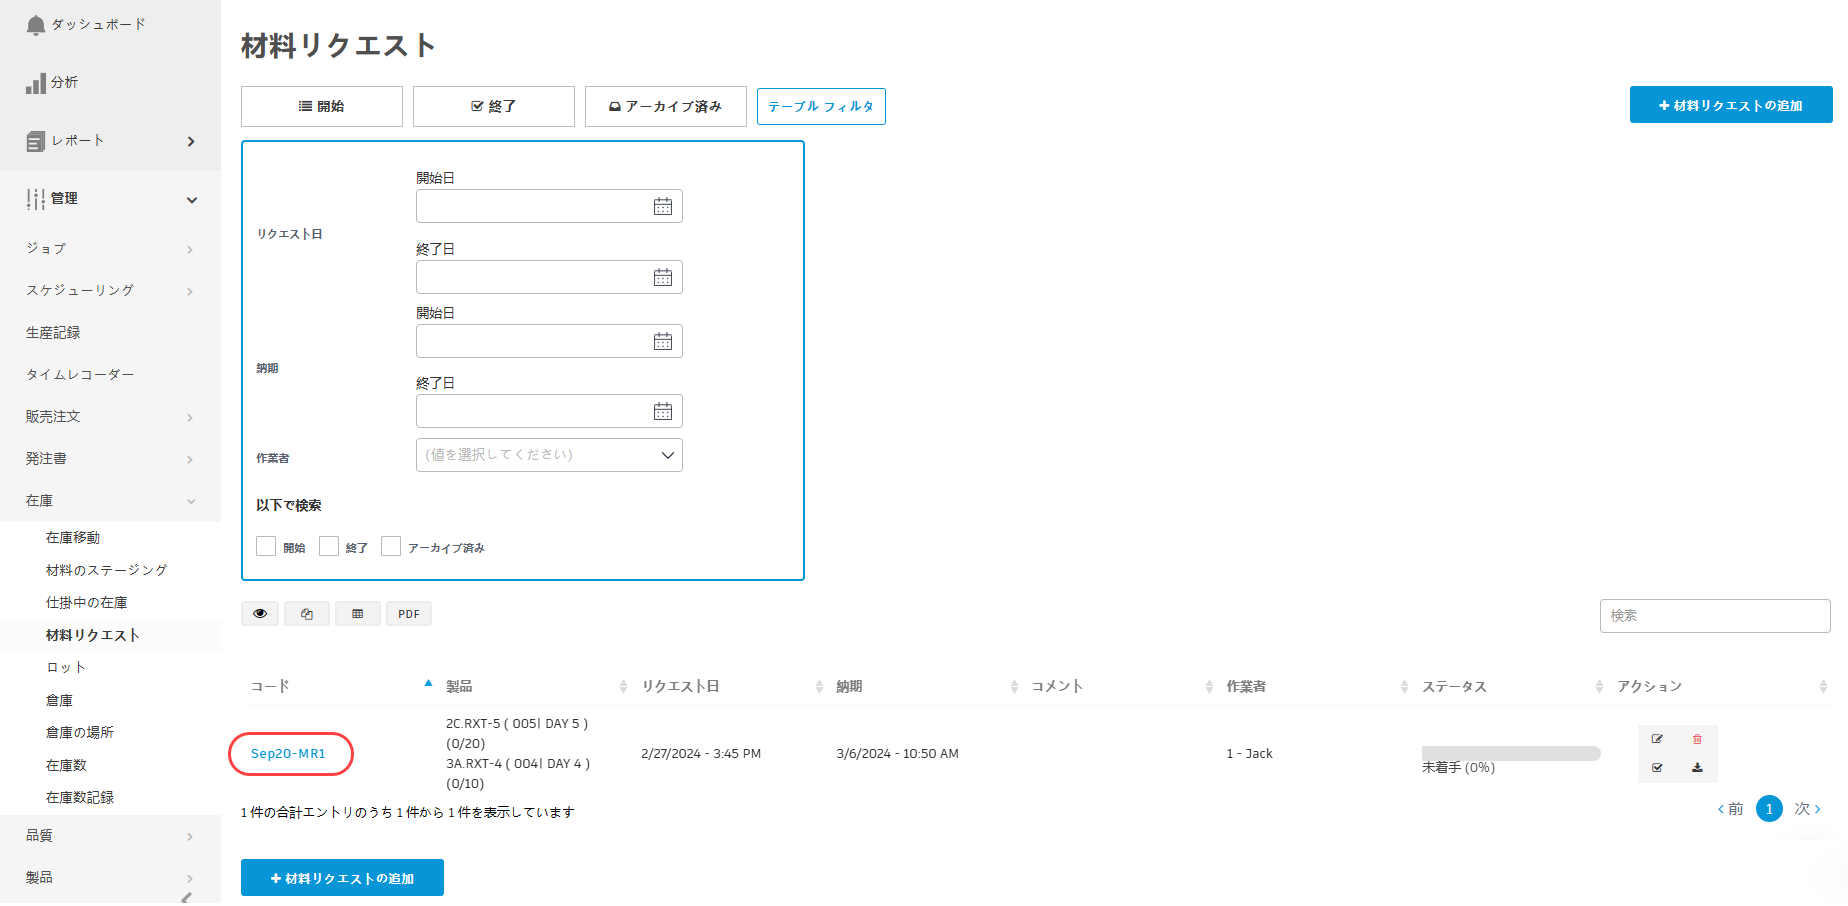 ダッシュボード
分析
レポート
管理
ジョブ
スケジューリング
生産記録
タイムレコーダー
販売注文
発注書
在庫
在庫移動
材料のステージング
仕掛中の在庫
材料リクエスト
ロット
倉庫
倉庫の場所
在庫数
在庫数記録
品質
製品
材料リクエスト
開始
終了
アーカイブ済み
テーブル フィルタ
+材料リクエストの追加
リクエスト日
開始日
終了日
納期
開始日
終了日
作業者
(値を選択してください)
以下で検索
開始
終了
アーカイブ済み
PDF
検索
コード
製品
リクエスト日
納期
コメント
作業者
ステータス
アクション
Sep20-MR1
2C.RXT-5 ( 005| DAY 5 )
(0/20)
3A.RXT-4 ( 004| DAY 4 )
(0/10)
2/27/2024 - 3:45 PM
3/6/2024 - 10:50 AM
1 - Jack
未着手 (0%)
1 件の合計エントリのうち 1 件から 1 件を表示しています
前
1
次
+材料リクエストの追加